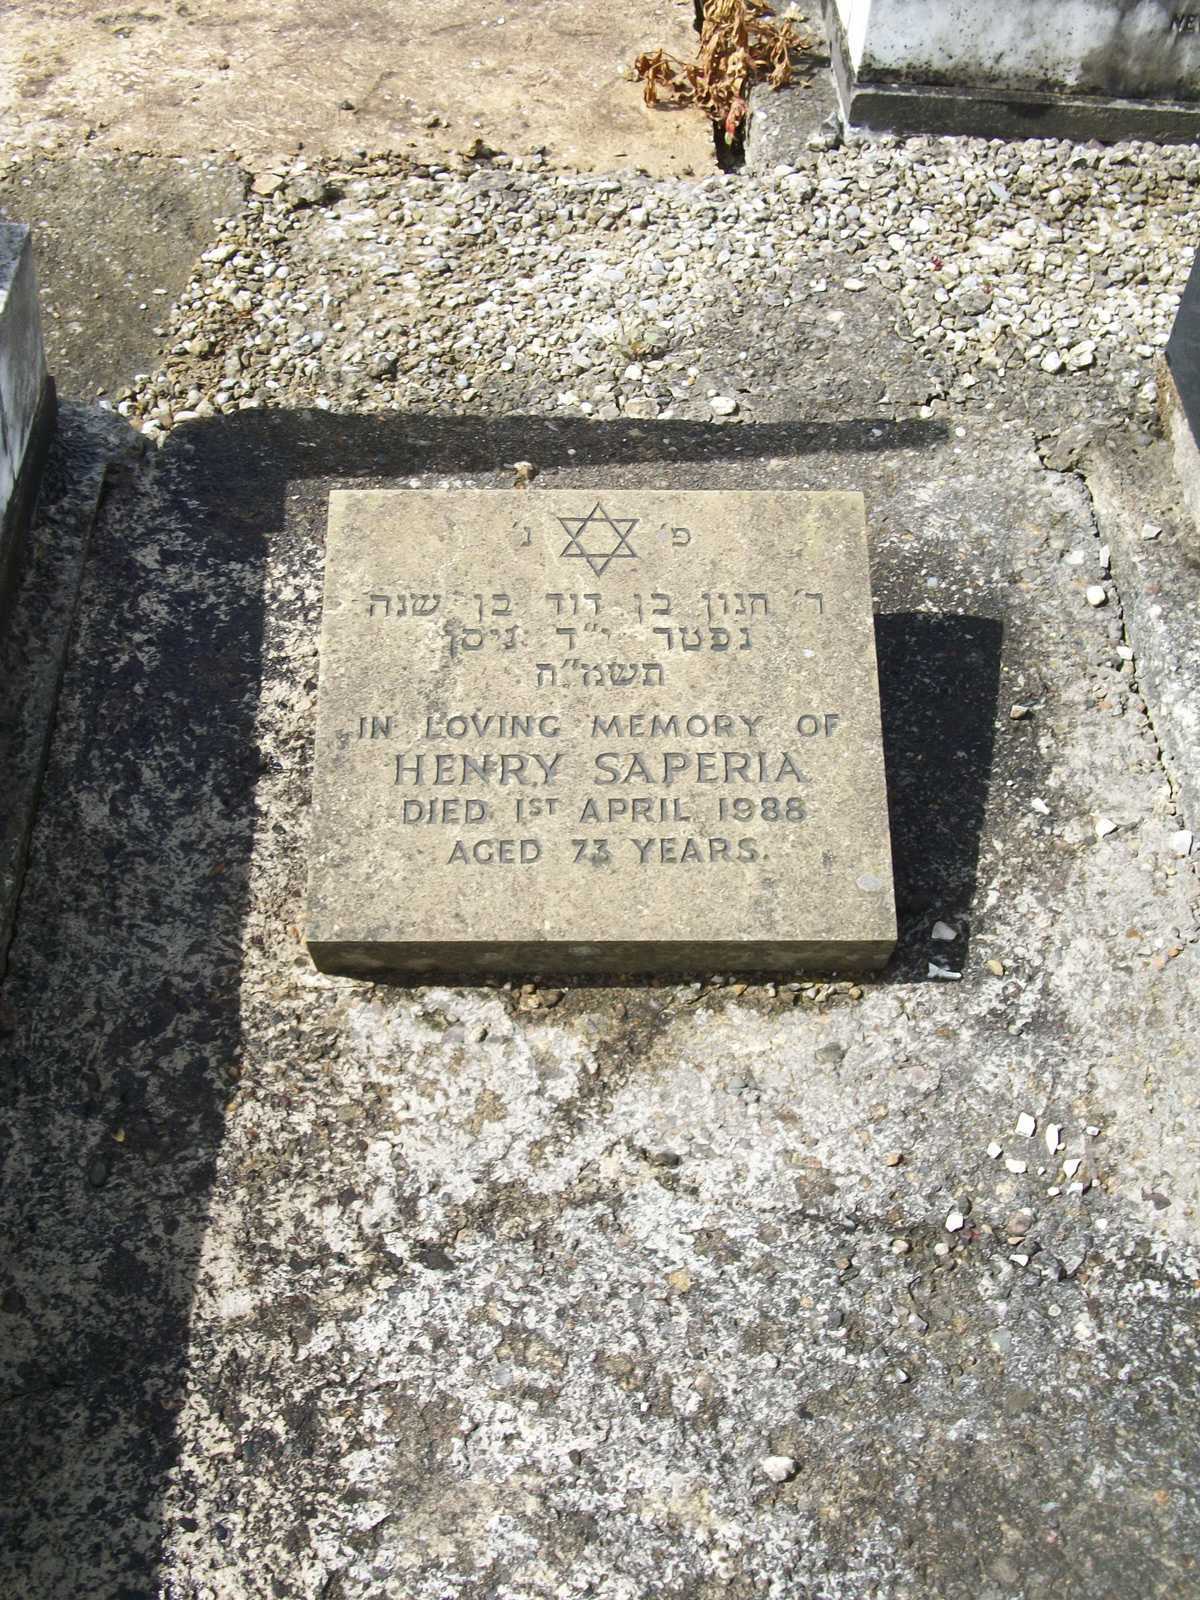 פ׳ נ׳
ר׳ חנון בן דוד בן שנה
נפטר י״ד ניסן
תשמ״ח
IN LOVING MEMORY OF
HENRY SAPERIA
DIED 1ST APRIL 1988
AGED 73 YEARS.